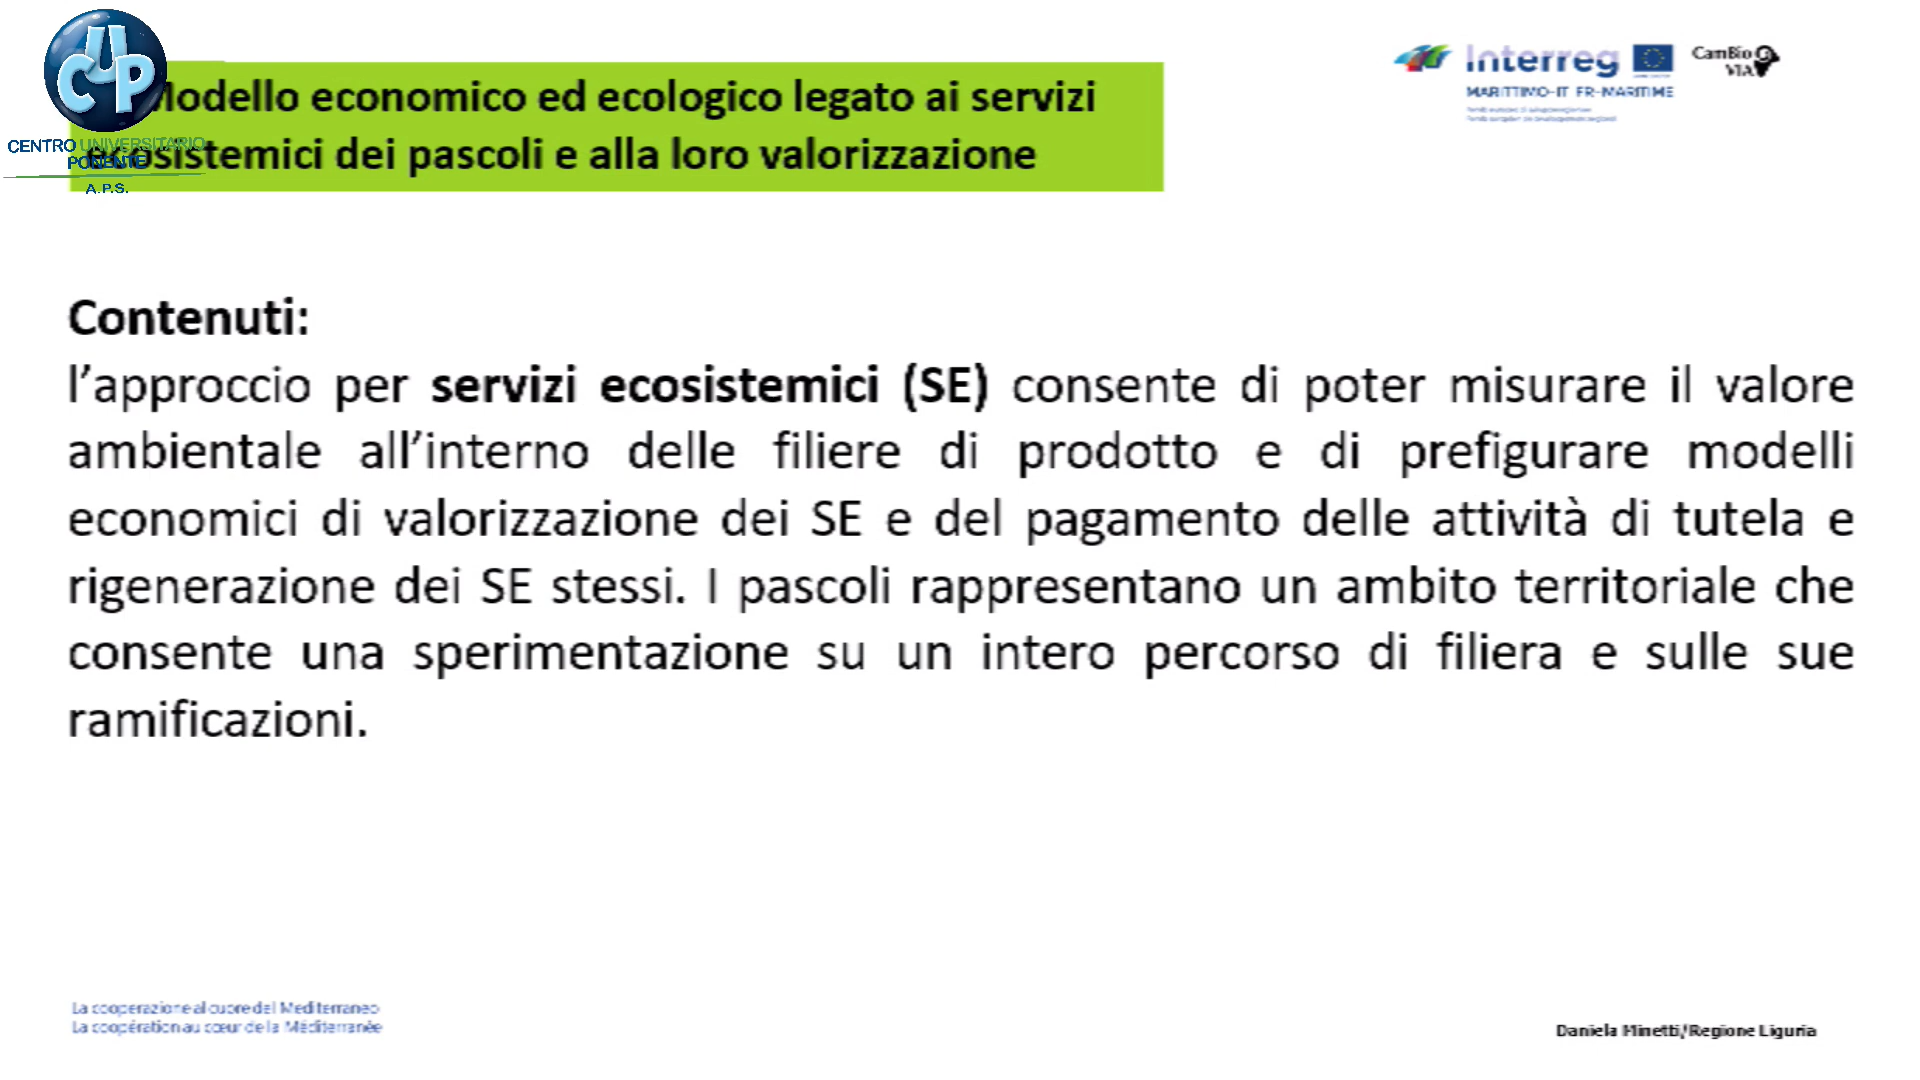 CUP
CENTRO UNIVERSITARIO
PONENTE
A.P.S.
Modello economico ed ecologico legato ai servizi
ecosistemici dei pascoli e alla loro valorizzazione
Interreg
MARITTIMO-IT FR-MARITIME
CamBioVIA
Contenuti:
l’approccio per servizi ecosistemici (SE) consente di poter misurare il valore
ambientale all’interno delle filiere di prodotto e di prefigurare modelli
economici di valorizzazione dei SE e del pagamento delle attività di tutela e
rigenerazione dei SE stessi. I pascoli rappresentano un ambito territoriale che
consente una sperimentazione su un intero percorso di filiera e sulle sue
ramificazioni.
La cooperazione al cuore del Mediterraneo
La coopération au cœur de la Méditerranée
Daniela Minetti/Regione Liguria